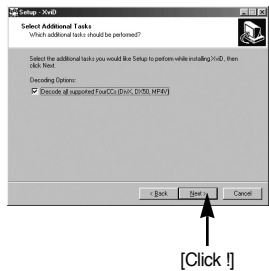 Setup - XviD
Select Additional Tasks
Which additional tasks should be performed?
Select the additional tasks you would like Setup to perform while installing XviD, then
click Next.
Decoding Options:
Decode all supported FourCCs (DivX, DX50, MP4V)
< Back
Next >
Cancel
[Click !]